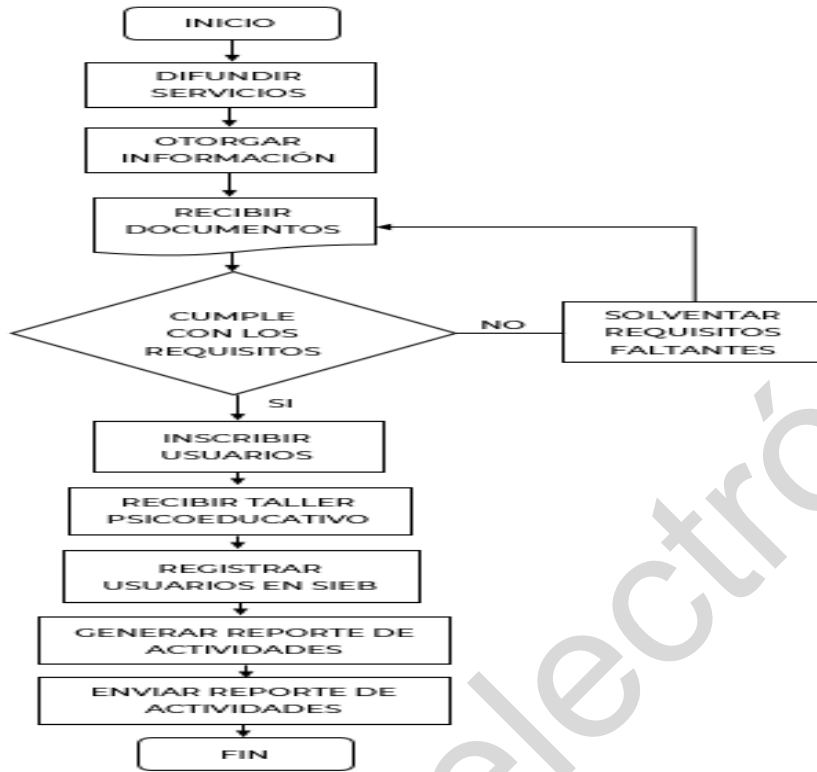 INICIO
DIFUNDIR
SERVICIOS
OTORGAR
INFORMACIÓN
RECIBIR
DOCUMENTOS
CUMPLE
CON LOS
REQUISITOS
NO
SOLVENTAR
REQUISITOS
FALTANTES
SI
INSCRIBIR
USUARIOS
RECIBIR TALLER
PSICOEDUCATIVO
REGISTRAR
USUARIOS EN SIEB
GENERAR REPORTE DE
ACTIVIDADES
ENVIAR REPORTE DE
ACTIVIDADES
FIN
electró